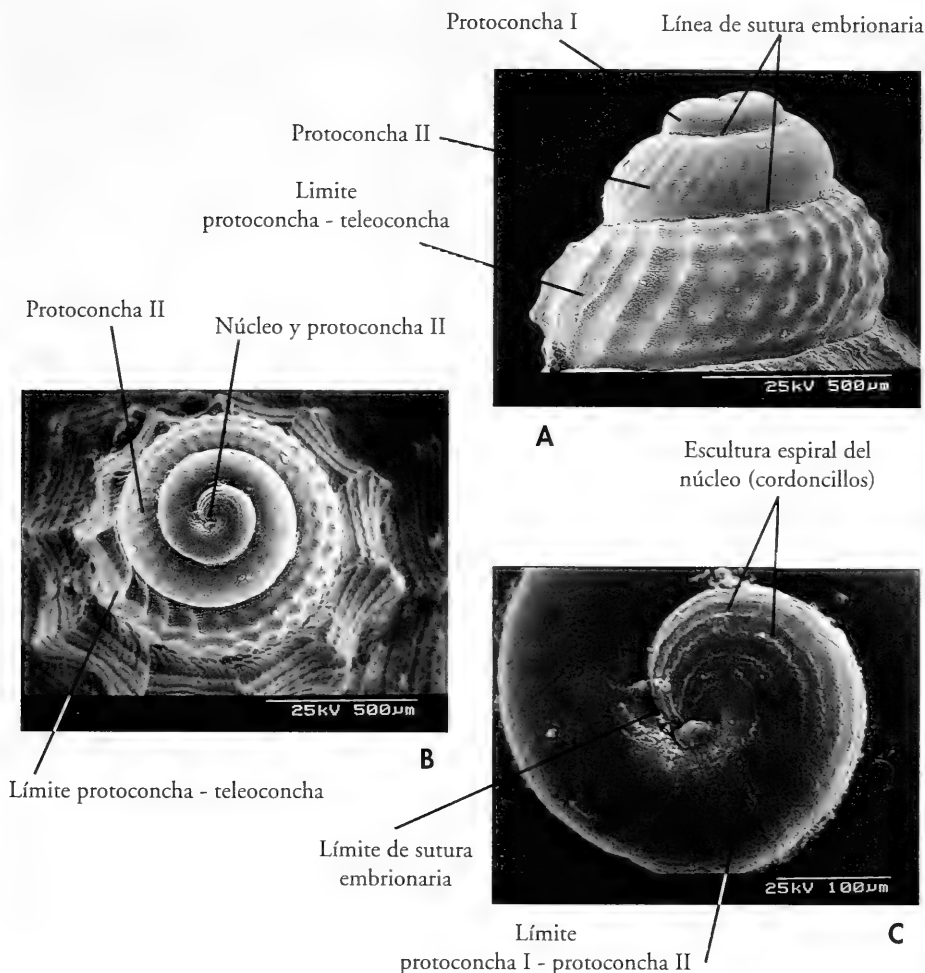 Protoconcha I
Línea de sutura embrionaria
Protoconcha II
Limite
protoconcha - teleoconcha
25kV 500µm
A
Protoconcha II
Núcleo y protoconcha II
25kV 500µm
B
Límite protoconcha - teleoconcha
Escultura espiral del
núcleo (cordoncillos)
Límite de sutura
embrionaria
25kV 100µm
C
Límite
protoconcha I - protoconcha II